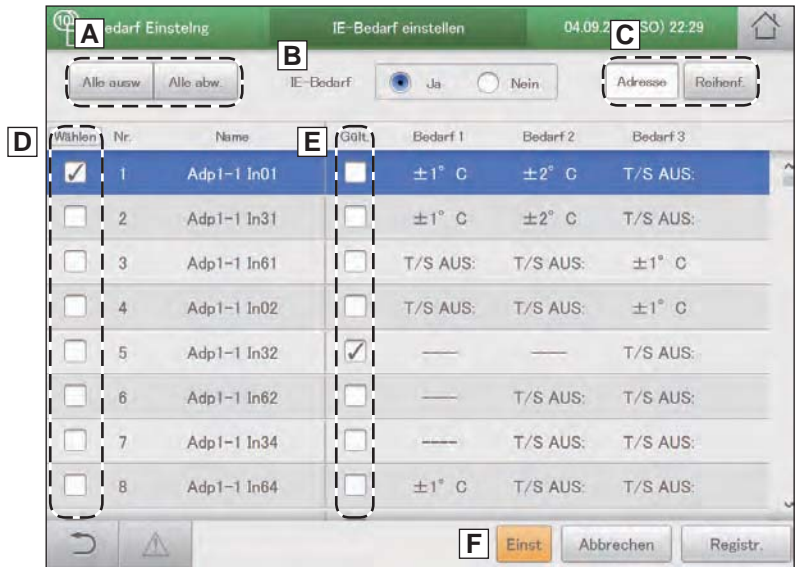 A B C
edarf Einstelng IE-Bedarf einstellen 04.09. SO) 22:29
Alle ausw Alle abw. IE-Bedarf Ja Nein Adresse Reihenf.
D E
Wählen Nr. Name Gült. Bedarf 1 Bedarf 2 Bedarf 3
1 Adp1-1 In01 ±1° C ±2° C T/S AUS:
2 Adp1-1 In31 ±1° C ±2° C T/S AUS:
3 Adp1-1 In61 T/S AUS: T/S AUS: ±1° C
4 Adp1-1 In02 T/S AUS: T/S AUS: ±1° C
5 Adp1-1 In32 ---- ---- T/S AUS:
6 Adp1-1 In62 ---- T/S AUS: T/S AUS:
7 Adp1-1 In34 ---- T/S AUS: T/S AUS:
8 Adp1-1 In64 ±1° C T/S AUS: T/S AUS:
F Einst Abbrechen Registr.